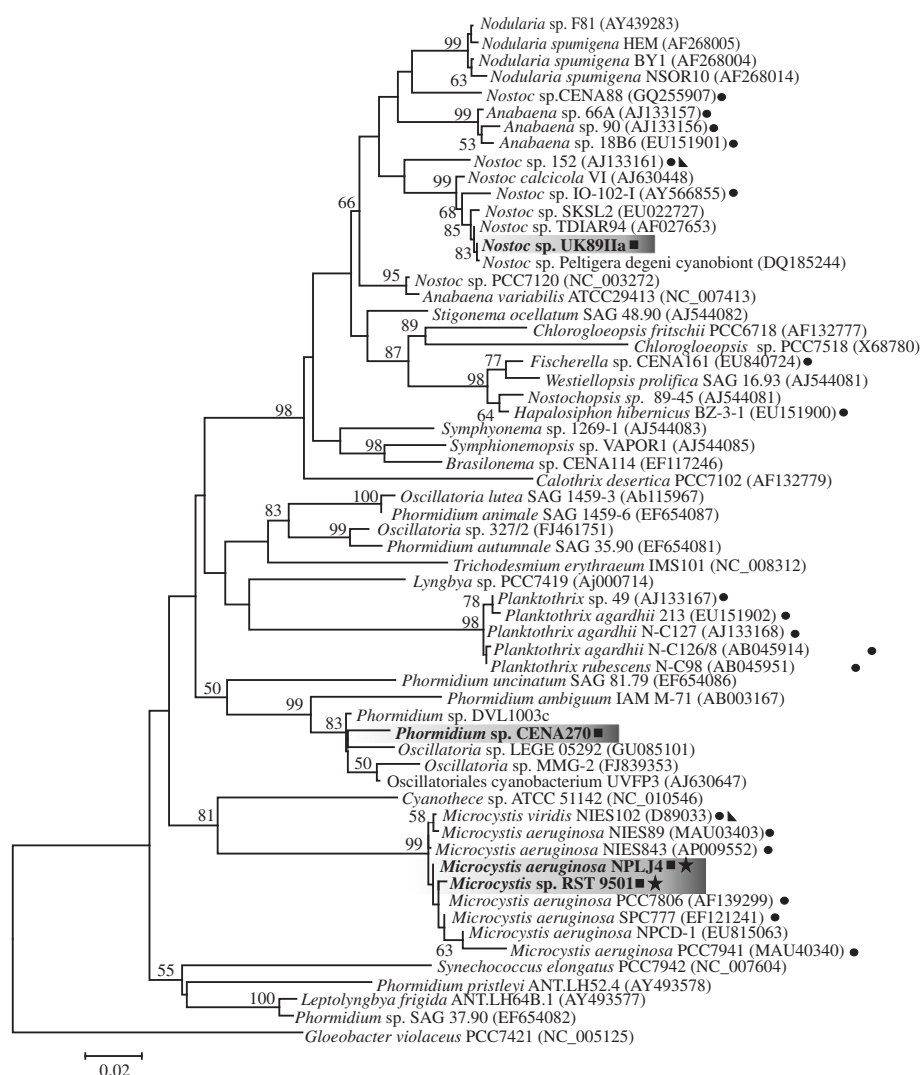 Nodularia sp. F81 (AY439283)
Nodularia spumigena HEM (AF268005)
99
Nodularia spumigena BY1 (AF268004)
Nodularia spumigena NSOR10 (AF268014)
63
Nostoc sp.CENA88 (GQ255907)●
Anabaena sp. 66A (AJ133157)●
99
Anabaena sp. 90 (AJ133156)●
Anabaena sp. 18B6 (EU151901)●
53
Nostoc sp. 152 (AJ133161)●◣
Nostoc calcicola VI (AJ630448)
99
Nostoc sp. IO-102-I (AY566855)●
66
68
Nostoc sp. SKSL2 (EU022727)
85
Nostoc sp. TDIAR94 (AF027653)
Nostoc sp. UK89IIa■
83
Nostoc sp. Peltigera degeni cyanobiont (DQ185244)
95
Nostoc sp. PCC7120 (NC_003272)
Anabaena variabilis ATCC29413 (NC_007413)
Stigonema ocellatum SAG 48.90 (AJ544082)
89
Chlorogloeopsis fritschii PCC6718 (AF132777)
Chlorogloeopsis sp. PCC7518 (X68780)
87
77
Fischerella sp. CENA161 (EU840724)●
98
Westiellopsis prolifica SAG 16.93 (AJ544081)
Nostochopsis sp. 89-45 (AJ544081)
64
Hapalosiphon hibernicus BZ-3-1 (EU151900)●
98
Symphyonema sp. 1269-1 (AJ544083)
98
Symphionemopsis sp. VAPOR1 (AJ544085)
Brasilonema sp. CENA114 (EF117246)
Calothrix desertica PCC7102 (AF132779)
100
Oscillatoria lutea SAG 1459-3 (Ab115967)
83
Phormidium animale SAG 1459-6 (EF654087)
99
Oscillatoria sp. 327/2 (FJ461751)
Phormidium autumnale SAG 35.90 (EF654081)
Trichodesmium erythraeum IMS101 (NC_008312)
Lyngbya sp. PCC7419 (Aj000714)
78
Planktothrix sp. 49 (AJ133167)●
Planktothrix agardhii 213 (EU151902)●
98
Planktothrix agardhii N-C127 (AJ133168)●
Planktothrix agardhii N-C126/8 (AB045914)●
Planktothrix rubescens N-C98 (AB045951)●
50
Phormidium uncinatum SAG 81.79 (EF654086)
99
Phormidium ambiguum IAM M-71 (AB003167)
83
Phormidium sp. DVL1003c
Phormidium sp. CENA270■
Oscillatoria sp. LEGE 05292 (GU085101)
50
Oscillatoria sp. MMG-2 (FJ839353)
Oscillatoriales cyanobacterium UVFP3 (AJ630647)
Cyanothece sp. ATCC 51142 (NC_010546)
81
58
Microcystis viridis NIES102 (D89033)●◣
Microcystis aeruginosa NIES89 (MAU03403)●
99
Microcystis aeruginosa NIES843 (AP009552)●
Microcystis aeruginosa NPLJ4■★
Microcystis sp. RST 9501■★
Microcystis aeruginosa PCC7806 (AF139299)●
Microcystis aeruginosa SPC777 (EF121241)●
Microcystis aeruginosa NPCD-1 (EU815063)
63
Microcystis aeruginosa PCC7941 (MAU40340)●
55
Synechococcus elongatus PCC7942 (NC_007604)
Phormidium pristleyi ANT.LH52.4 (AY493578)
100
Leptolyngbya frigida ANT.LH64B.1 (AY493577)
Phormidium sp. SAG 37.90 (EF654082)
Gloeobacter violaceus PCC7421 (NC_005125)
0.02